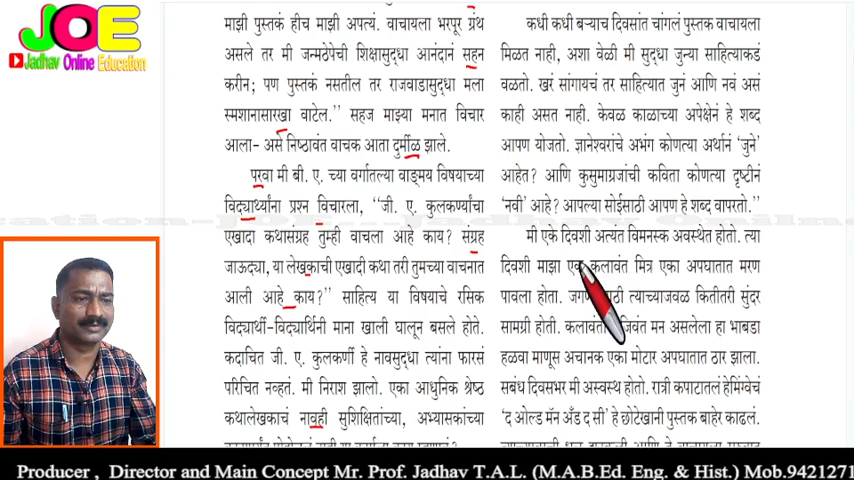 JOE
Jadhav Online Education
माझी पुस्तकं हीच माझी अपत्यं. वाचायला भरपूर ग्रंथ
असले तर मी जन्मठेपेची शिक्षासुद्धा आनंदानं सहन
करीन; पण पुस्तकं नसतील तर राजवाडासुद्धा मला
स्मशानासारखा वाटेल.’’ सहज माझ्या मनात विचार
आला- असे निष्ठावंत वाचक आता दुर्मीळ झाले.
परवा मी बी. ए. च्या वर्गातल्या वाङ्मय विषयाच्या
विद्यार्थ्यांना प्रश्न विचारला, ‘‘जी. ए. कुलकर्ण्यांचा
एखादा कथासंग्रह तुम्ही वाचला आहे काय? संग्रह
जाऊद्या, या लेखकाची एखादी कथा तरी तुमच्या वाचनात
आली आहे काय?’’ साहित्य या विषयाचे रसिक
विद्यार्थी-विद्यार्थिनी माना खाली घालून बसले होते.
कदाचित जी. ए. कुलकर्णी हे नावसुद्धा त्यांना फारसं
परिचित नव्हतं. मी निराश झालो. एका आधुनिक श्रेष्ठ
कथालेखकाचं नावही सुशिक्षितांच्या, अभ्यासकांच्या
कधी कधी बऱ्याच दिवसांत चांगलं पुस्तक वाचायला
मिळत नाही, अशा वेळी मी सुद्धा जुन्या साहित्याकडं
वळतो. खरं सांगायचं तर साहित्यात जुनं आणि नवं असं
काही असत नाही. केवळ काळाच्या अपेक्षेनं हे शब्द
आपण योजतो. ज्ञानेश्वरांचे अभंग कोणत्या अर्थानं ‘जुने’
आहेत? आणि कुसुमाग्रजांची कविता कोणत्या दृष्टीनं
‘नवी’ आहे? आपल्या सोईसाठी आपण हे शब्द वापरतो.’’
मी एके दिवशी अत्यंत विमनस्क अवस्थेत होतो. त्या
दिवशी माझा एक कलावंत मित्र एका अपघातात मरण
पावला होता. त्याच्याजवळ कितीतरी सुंदर
सामग्री होती. मन असलेला हा भाबडा
हळवा माणूस अचानक एका मोटार अपघातात ठार झाला.
सबंध दिवसभर मी अस्वस्थ होतो. रात्री कपाटातलं हेमिंग्वेचं
‘द ओल्ड मॅन अँड द सी’ हे छोटेखानी पुस्तक बाहेर काढलं.
Producer , Director and Main Concept Mr. Prof. Jadhav T.A.L. (M.A.B.Ed. Eng. & Hist.) Mob.9421271